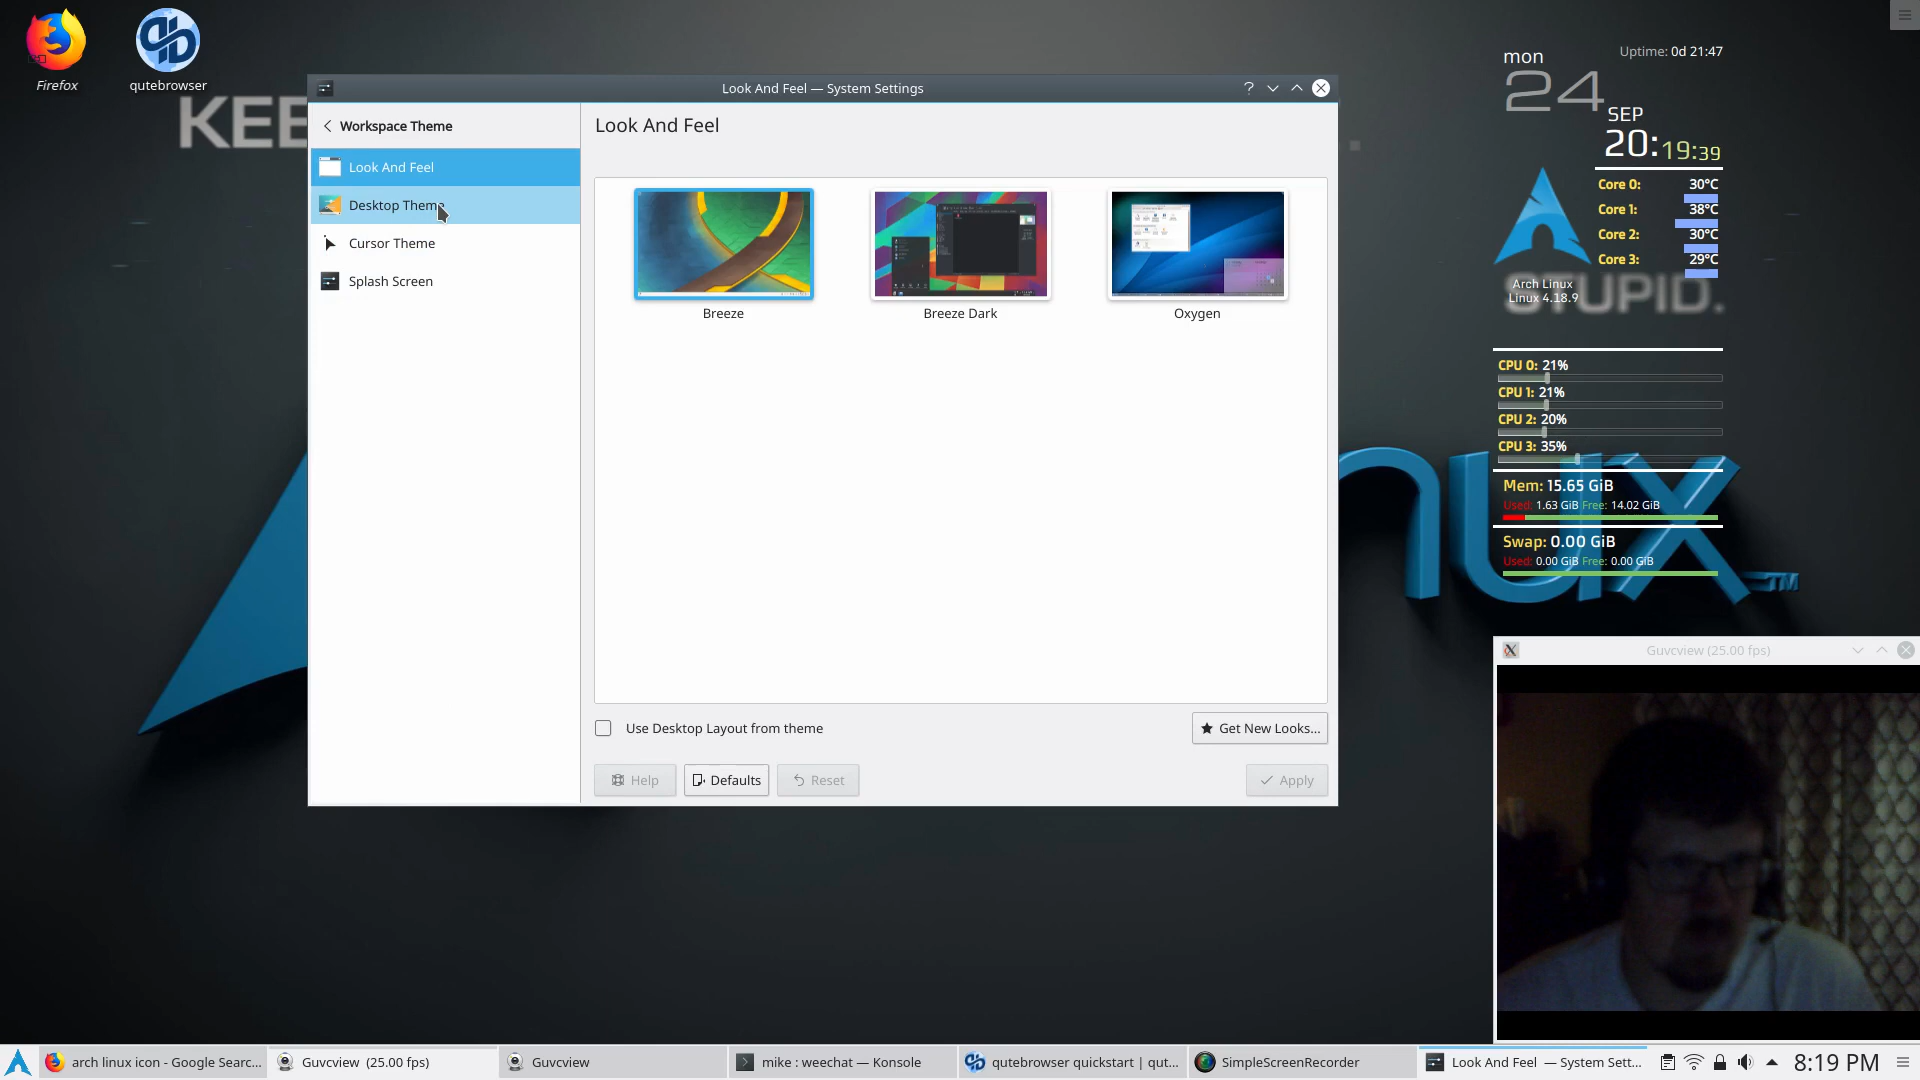 Firefox
qutebrowser
KEE
Look And Feel — System Settings
?
Workspace Theme
Look And Feel
Desktop Theme
Cursor Theme
Splash Screen
Look And Feel
Breeze
Breeze Dark
Oxygen
Use Desktop Layout from theme
Get New Looks...
Help
Defaults
Reset
Apply
Uptime: 0d 21:47
mon
24
SEP
20:19:39
Core 0: 30°C
Core 1: 38°C
Core 2: 30°C
Core 3: 29°C
Arch Linux
Linux 4.18.9
STUPID.
CPU 0: 21%
CPU 1: 21%
CPU 2: 20%
CPU 3: 35%
Mem: 15.65 GiB
Used: 1.63 GiB Free: 14.02 GiB
Swap: 0.00 GiB
Used: 0.00 GiB Free: 0.00 GiB
nux
TM
Guvcview (25.00 fps)
arch linux icon - Google Searc...
Guvcview (25.00 fps)
Guvcview
mike : weechat — Konsole
qutebrowser quickstart | qut...
SimpleScreenRecorder
Look And Feel — System Sett...
8:19 PM